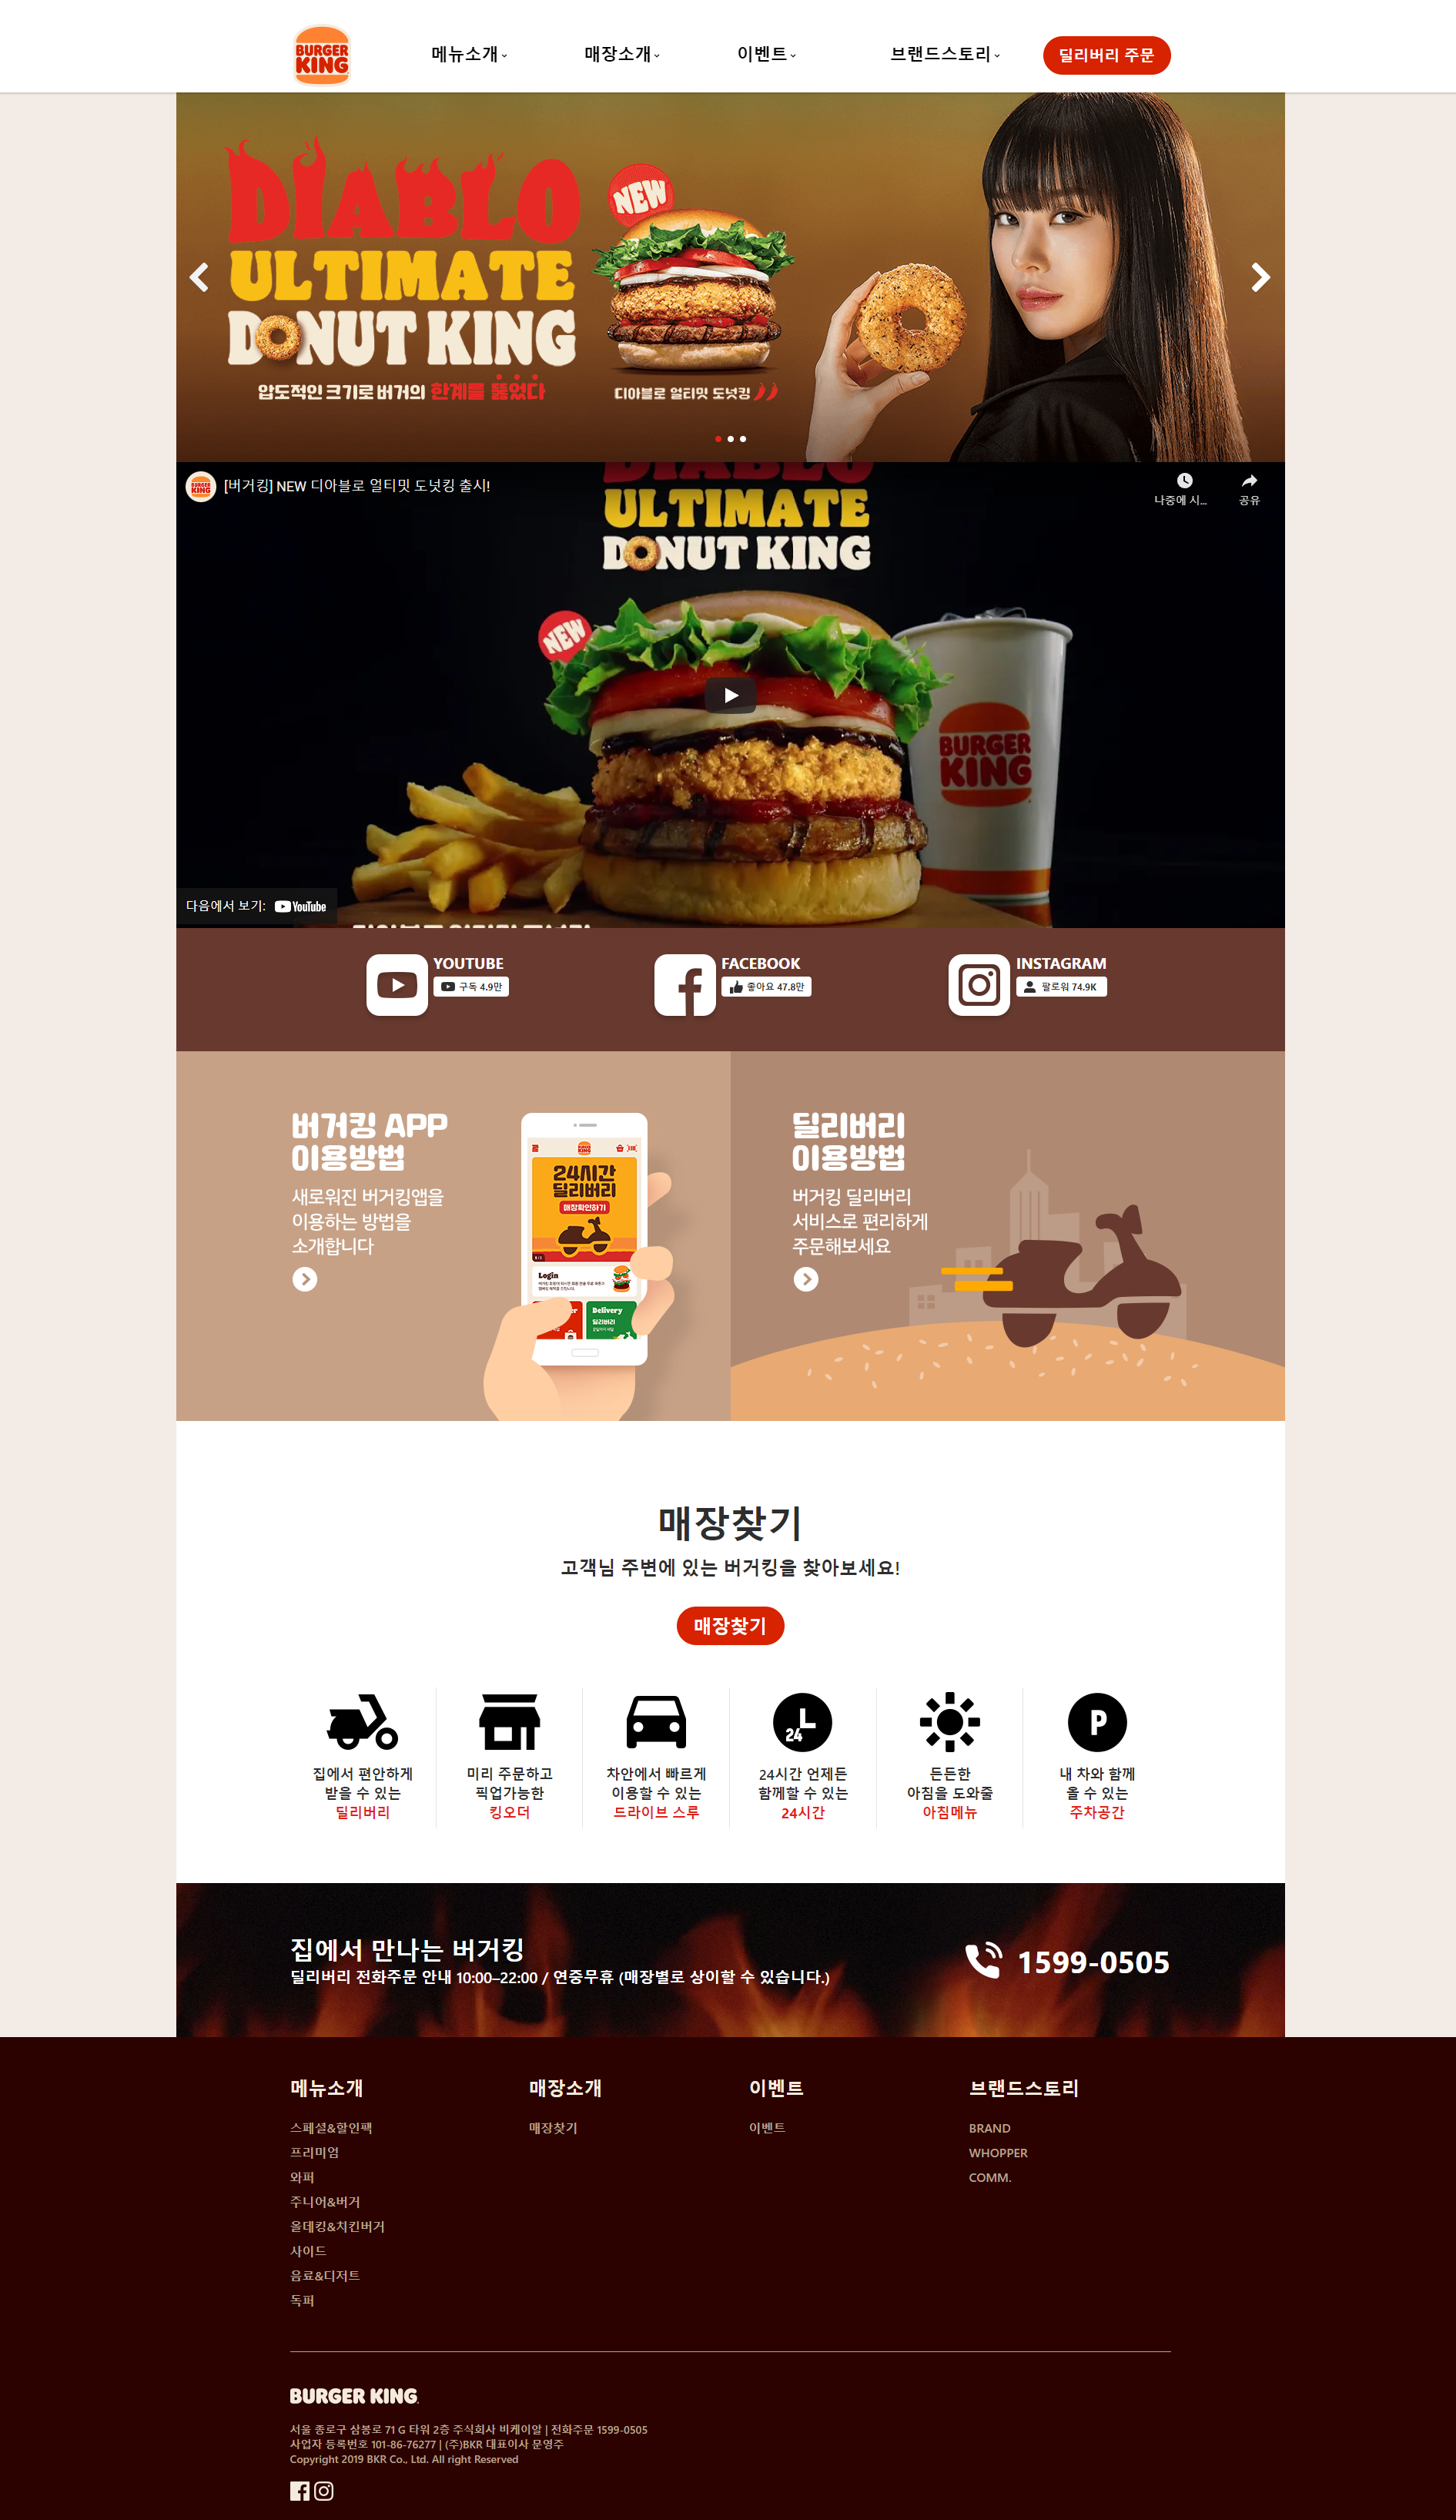 BURGER
KING
메뉴소개
매장소개
이벤트
브랜드스토리
딜리버리 주문
DIABLO
ULTIMATE
DONUT KING
압도적인 크기로 버거의 한계를 뚫었다
NEW
디아블로 얼티밋 도넛킹
[버거킹] NEW 디아블로 얼티밋 도넛킹 출시!
나중에 시...
공유
DIABLO
ULTIMATE
DONUT KING
NEW
BURGER
KING
다음에서 보기: YouTube
YOUTUBE
구독 4.9만
FACEBOOK
좋아요 47.8만
INSTAGRAM
팔로워 74.9K
버거킹 APP
이용방법
새로워진 버거킹앱을
이용하는 방법을
소개합니다
24시간
딜리버리
매장확인하기
Login
Delivery
딜리버리
딜리버리
이용방법
버거킹 딜리버리
서비스로 편리하게
주문해보세요
매장찾기
고객님 주변에 있는 버거킹을 찾아보세요!
매장찾기
집에서 편안하게
받을 수 있는
딜리버리
미리 주문하고
픽업가능한
킹오더
차안에서 빠르게
이용할 수 있는
드라이브 스루
24
24시간 언제든
함께할 수 있는
24시간
든든한
아침을 도와줄
아침메뉴
P
내 차와 함께
올 수 있는
주차공간
집에서 만나는 버거킹
딜리버리 전화주문 안내 10:00–22:00 / 연중무휴 (매장별로 상이할 수 있습니다.)
1599-0505
메뉴소개
스페셜&할인팩
프리미엄
와퍼
주니어&버거
올데킹&치킨버거
사이드
음료&디저트
독퍼
매장소개
매장찾기
이벤트
이벤트
브랜드스토리
BRAND
WHOPPER
COMM.
BURGER KING
서울 종로구 삼봉로 71 G 타워 2층 주식회사 비케이알 | 전화주문 1599-0505
사업자 등록번호 101-86-76277 | (주)BKR 대표이사 문영주
Copyright 2019 BKR Co., Ltd. All right Reserved